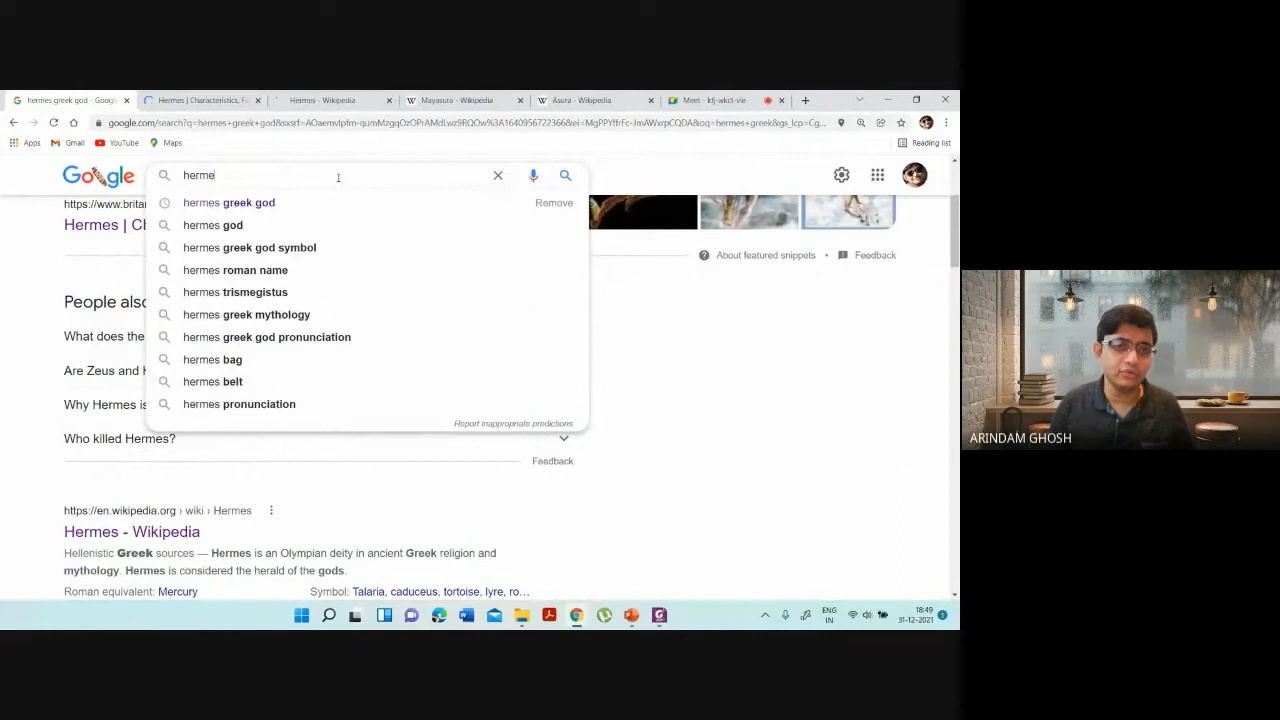 hermes greek god - Goog
Hermes | Characteristics, F
Hermes - Wikipedia
Mayasura - Wikipedia
Asura - Wikipedia
Meet - kfj-wkct-vie
Apps
Gmail
YouTube
Maps
Reading list
Google
herme
hermes greek god
Remove
hermes god
hermes greek god symbol
hermes roman name
hermes trismegistus
hermes greek mythology
hermes greek god pronunciation
hermes bag
hermes belt
hermes pronunciation
Report inappropriate predictions
https://www.britan
Hermes | Ch
About featured snippets • Feedback
People also
What does the
Are Zeus and H
Why Hermes is
Who killed Hermes?
Feedback
https://en.wikipedia.org › wiki › Hermes
Hermes - Wikipedia
Hellenistic Greek sources — Hermes is an Olympian deity in ancient Greek religion and
mythology. Hermes is considered the herald of the gods.
Roman equivalent: Mercury
Symbol: Talaria, caduceus, tortoise, lyre, ro...
ENG
IN
18:49
31-12-2021
ARINDAM GHOSH